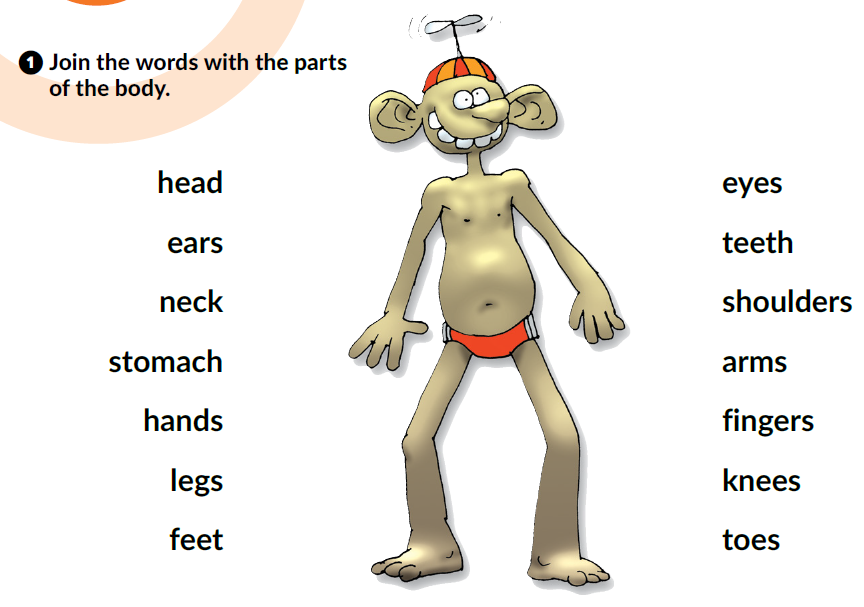 1 Join the words with the parts
of the body.
head
ears
neck
stomach
hands
legs
feet
eyes
teeth
shoulders
arms
fingers
knees
toes